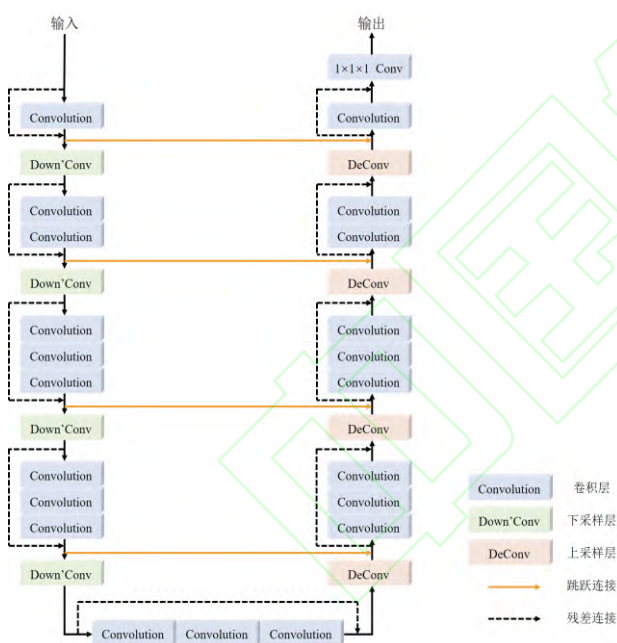 输入
Convolution
Down’Conv
Convolution
Convolution
Down’Conv
Convolution
Convolution
Convolution
Down’Conv
Convolution
Convolution
Convolution
Down’Conv
Convolution
Convolution
Convolution
输出
1×1×1 Conv
Convolution
DeConv
Convolution
Convolution
DeConv
Convolution
Convolution
Convolution
DeConv
Convolution
Convolution
Convolution
DeConv
Convolution 卷积层
Down’Conv 下采样层
DeConv 上采样层
跳跃连接
残差连接